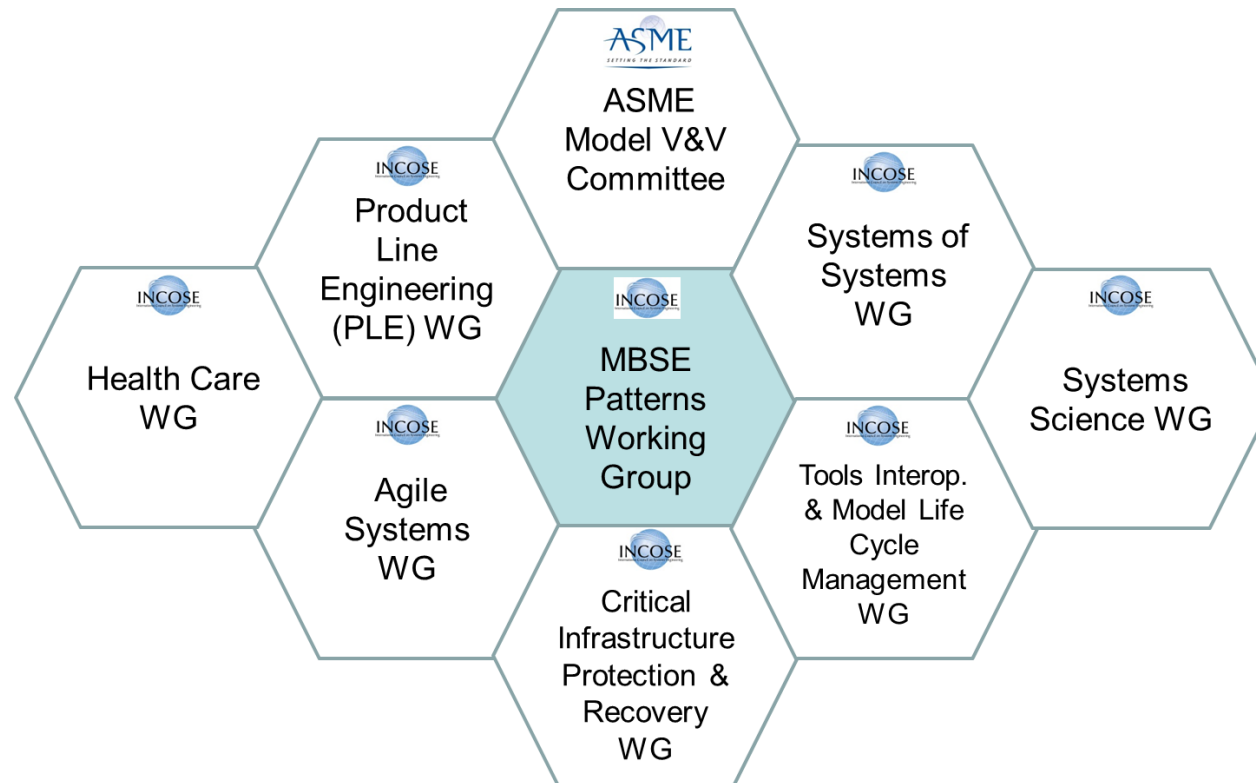 ASME
SETTING THE STANDARD
ASME
Model V&V
Committee
INCOSE
Product
Line
Engineering
(PLE) WG
INCOSE
Systems of
Systems
WG
INCOSE
Health Care
WG
INCOSE
MBSE
Patterns
Working
Group
INCOSE
Systems
Science WG
INCOSE
Agile
Systems
WG
INCOSE
Tools Interop.
& Model Life
Cycle
Management
WG
INCOSE
Critical
Infrastructure
Protection &
Recovery
WG